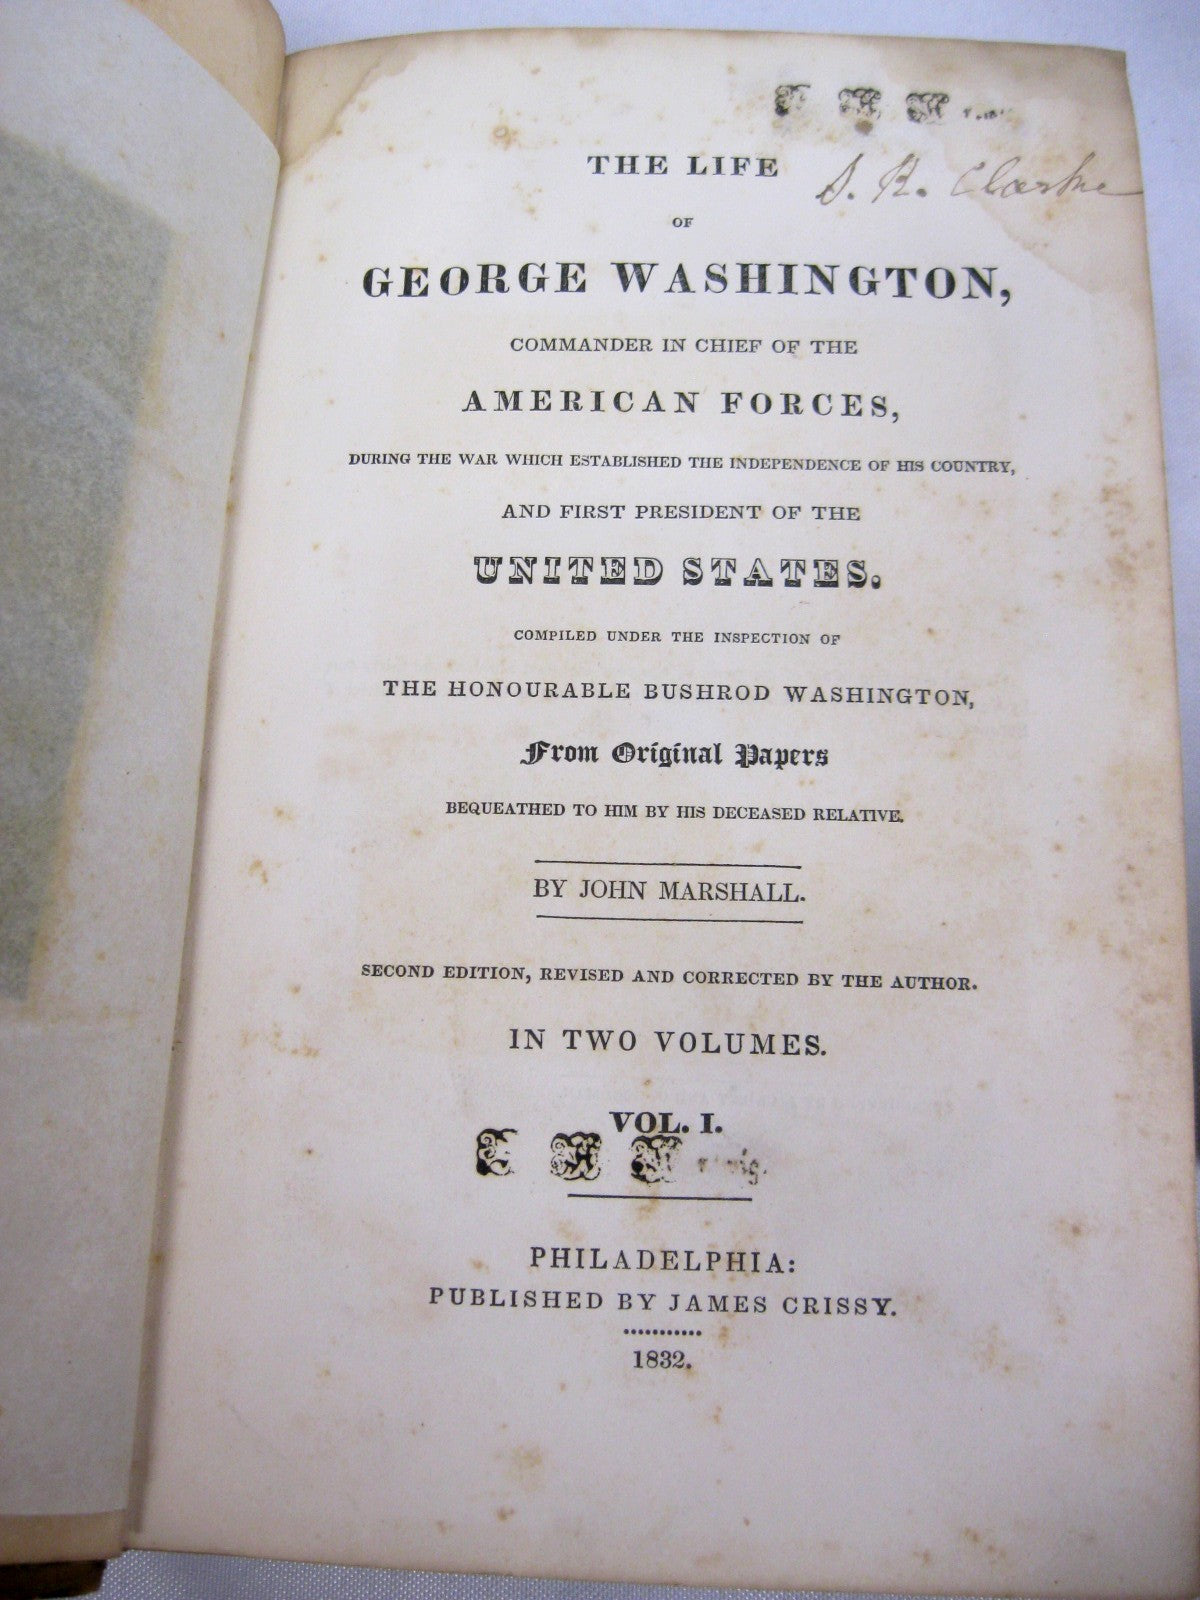 THE LIFE
S. R. Clarke
OF
GEORGE WASHINGTON,
COMMANDER IN CHIEF OF THE
AMERICAN FORCES,
DURING THE WAR WHICH ESTABLISHED THE INDEPENDENCE OF HIS COUNTRY,
AND FIRST PRESIDENT OF THE
UNITED STATES.
COMPILED UNDER THE INSPECTION OF
THE HONOURABLE BUSHROD WASHINGTON,
From Original Papers
BEQUEATHED TO HIM BY HIS DECEASED RELATIVE.
BY JOHN MARSHALL.
SECOND EDITION, REVISED AND CORRECTED BY THE AUTHOR.
IN TWO VOLUMES.
VOL. I.
PHILADELPHIA:
PUBLISHED BY JAMES CRISSY.
1832.